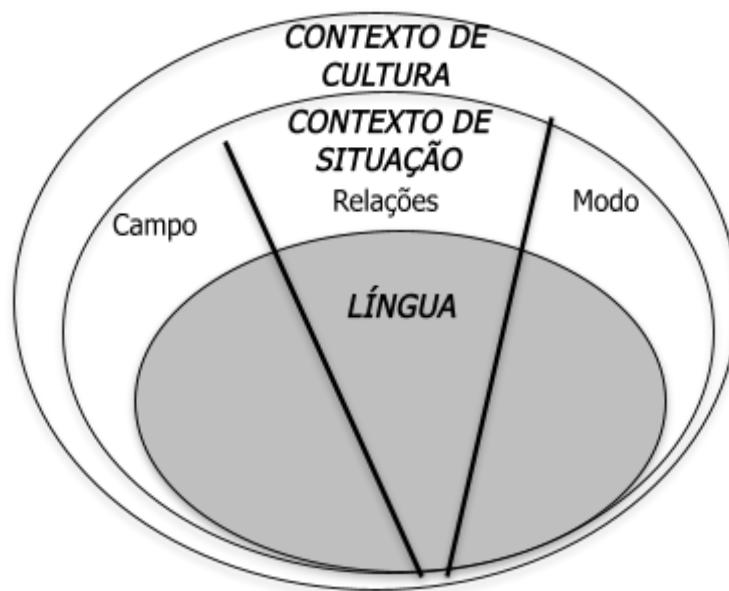 CONTEXTO DE
CULTURA
CONTEXTO DE
SITUAÇÃO
Campo
Relações
Modo
LÍNGUA